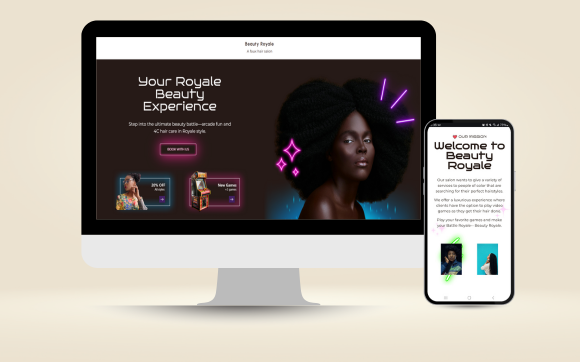 Beauty Royale
A faux hair salon
Your Royale
Beauty
Experience
Step into the ultimate beauty battle—arcade fun and
4C hair care in Royale style.
BOOK WITH US
20% OFF
All styles
New Game
+1 game
OUR MISSION
Welcome to
Beauty
Royale
Our salon wants to give a variety of
services to people of color that are
searching for their perfect hairstyles.
We offer a luxurious experience where
clients have the option to play video
games as they get their hair done.
Play your favorite games and make
your Battle Royale- Beauty Royale.